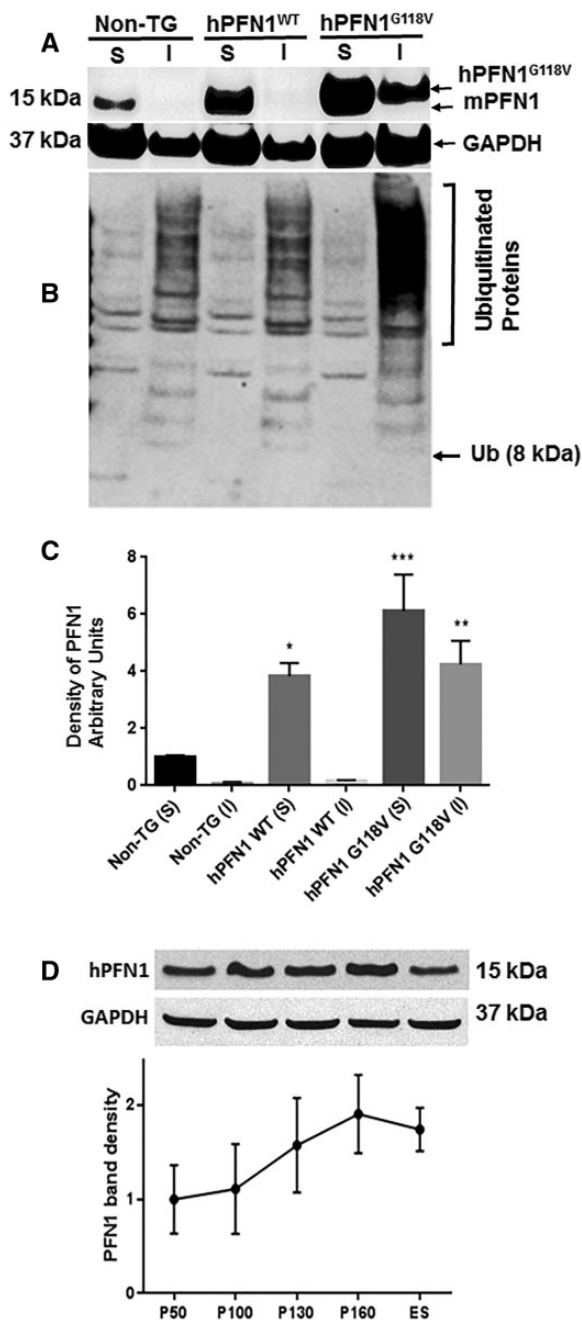 A
Non-TG hPFN1WT hPFN1G118V
S I S I S I
15 kDa
hPFN1G118V
mPFN1
37 kDa
GAPDH
B
Ubiquitinated
Proteins
Ub (8 kDa)
C
Density of PFN1
Arbitrary Units
8
6
4
2
0
*
***
**
Non-TG (S)
Non-TG (I)
hPFN1 WT (S)
hPFN1 WT (I)
hPFN1 G118V (S)
hPFN1 G118V (I)
D
hPFN1
15 kDa
GAPDH
37 kDa
PFN1 band density
2
1
0
P50 P100 P130 P160 ES